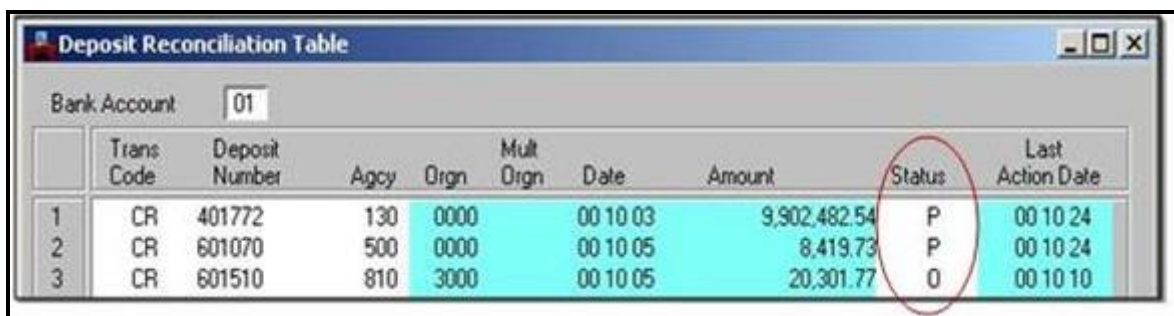 Deposit Reconciliation Table
Bank Account 01
Trans Code Deposit Number Agcy Orgn Mult Orgn Date Amount Status Last Action Date
1 CR 401772 130 0000 00 10 03 9,902,482.54 P 00 10 24
2 CR 601070 500 0000 00 10 05 8,419.73 P 00 10 24
3 CR 601510 810 3000 00 10 05 20,301.77 O 00 10 10